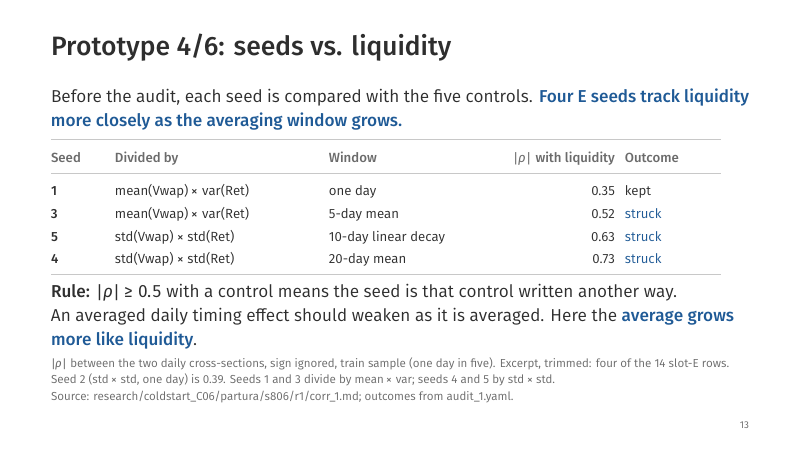 Prototype 4/6: seeds vs. liquidity
Before the audit, each seed is compared with the five controls. Four E seeds track liquidity
more closely as the averaging window grows.
Seed Divided by Window |ρ| with liquidity Outcome
1 mean(Vwap) × var(Ret) one day 0.35 kept
3 mean(Vwap) × var(Ret) 5-day mean 0.52 struck
5 std(Vwap) × std(Ret) 10-day linear decay 0.63 struck
4 std(Vwap) × std(Ret) 20-day mean 0.73 struck
Rule: |ρ| ≥ 0.5 with a control means the seed is that control written another way.
An averaged daily timing effect should weaken as it is averaged. Here the average grows
more like liquidity.
|ρ| between the two daily cross-sections, sign ignored, train sample (one day in five). Excerpt, trimmed: four of the 14 slot-E rows.
Seed 2 (std × std, one day) is 0.39. Seeds 1 and 3 divide by mean × var; seeds 4 and 5 by std × std.
Source: research/coldstart_C06/partura/s806/r1/corr_1.md; outcomes from audit_1.yaml.
13